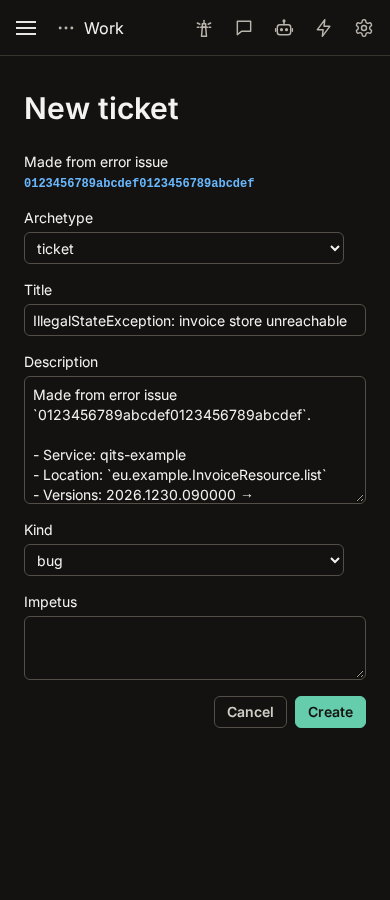 Work
New ticket
Made from error issue
0123456789abcdef0123456789abcdef
Archetype
ticket
Title
IllegalStateException: invoice store unreachable
Description
Made from error issue
`0123456789abcdef0123456789abcdef`.
- Service: qits-example
- Location: `eu.example.InvoiceResource.list`
- Versions: 2026.1230.090000 →
Kind
bug
Impetus
Cancel
Create